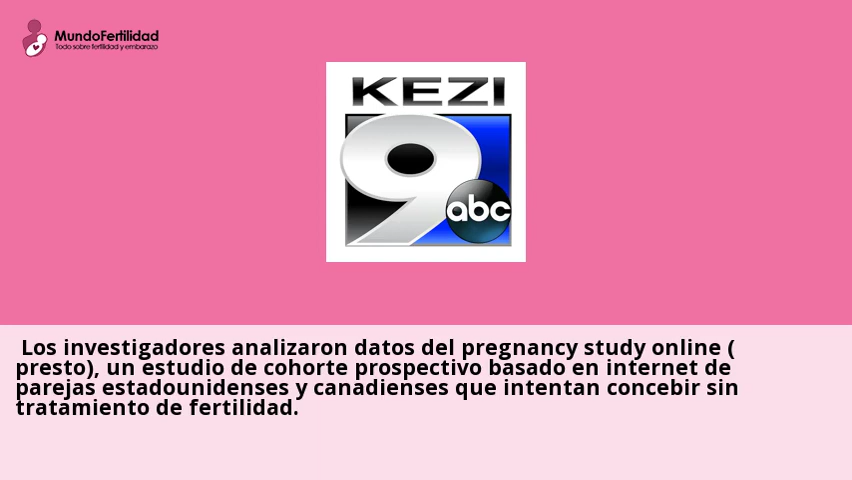 MundoFertilidad
Todo sobre fertilidad y embarazo
KEZI
9
abc
Los investigadores analizaron datos del pregnancy study online (
presto), un estudio de cohorte prospectivo basado en internet de
parejas estadounidenses y canadienses que intentan concebir sin
tratamiento de fertilidad.